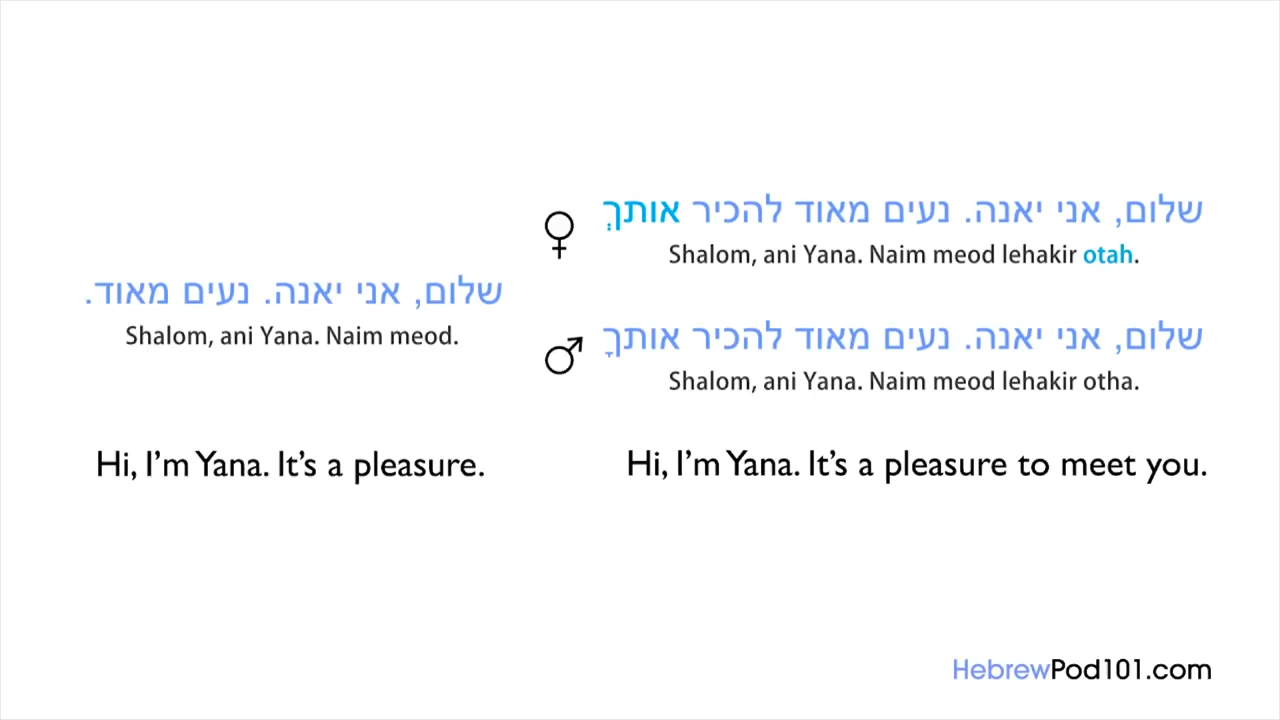 שלום, אני יאנה. נעים מאוד.
Shalom, ani Yana. Naim meod.
Hi, I'm Yana. It's a pleasure.
♀
שלום, אני יאנה. נעים מאוד להכיר אותךְ
Shalom, ani Yana. Naim meod lehakir otah.
♂
שלום, אני יאנה. נעים מאוד להכיר אותךָ
Shalom, ani Yana. Naim meod lehakir otha.
Hi, I'm Yana. It's a pleasure to meet you.
HebrewPod101.com